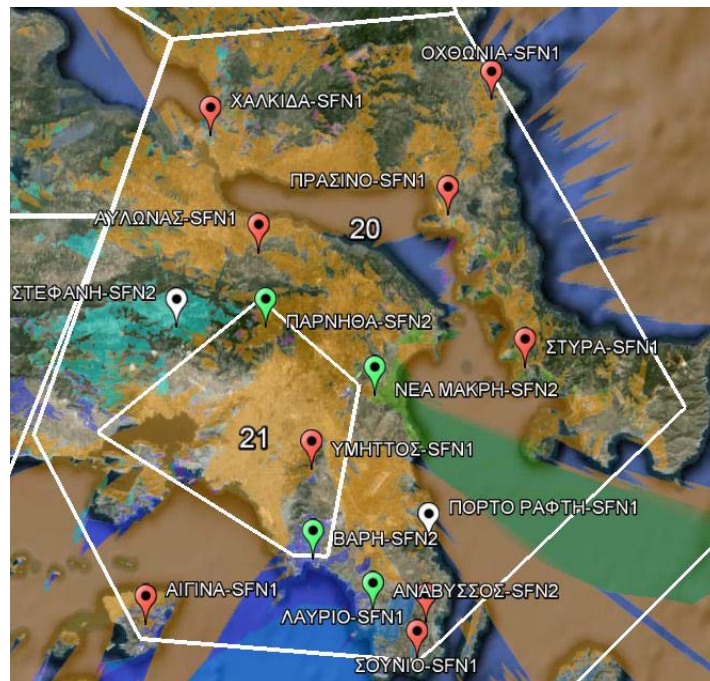 ΟΧΘΩΝΙΑ-SFN1
ΧΑΛΚΙΔΑ-SFN1
ΠΡΑΣΙΝΟ-SFN1
ΑΥΛΩΝΑΣ-SFN1
20
ΣΤΕΦΑΝΗ-SFN2
ΠΑΡΝΗΘΑ-SFN2
ΣΤΥΡΑ-SFN1
ΝΕΑ ΜΑΚΡΗ-SFN2
21
ΥΜΗΤΤΟΣ-SFN1
ΠΟΡΤΟ ΡΑΦΤΗ-SFN1
ΒΑΡΗ-SFN2
ΑΙΓΙΝΑ-SFN1
ΑΝΑΒΥΣΣΟΣ-SFN2
ΛΑΥΡΙΟ-SFN1
ΣΟΥΝΙΟ-SFN1